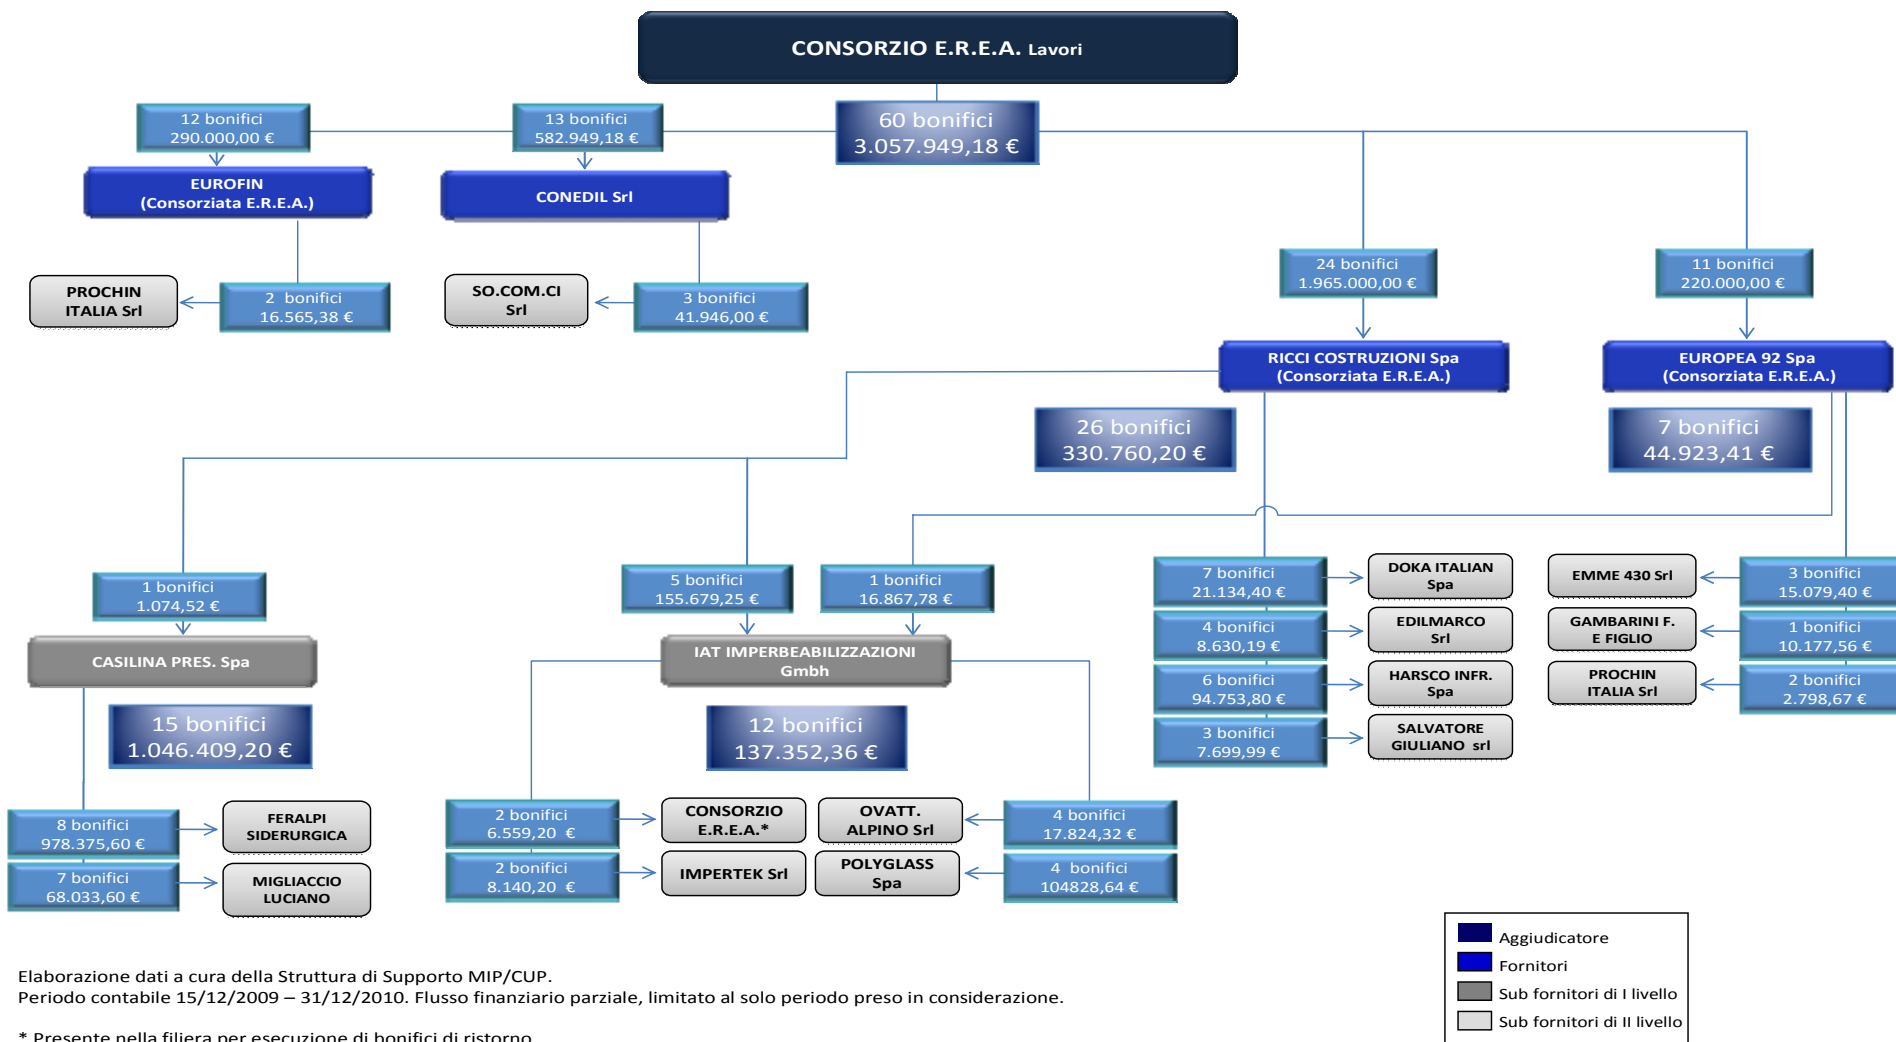 CONSORZIO E.R.E.A. Lavori
12 bonifici
290.000,00 €
13 bonifici
582.949,18 €
60 bonifici
3.057.949,18 €
EUROFIN
(Consorziata E.R.E.A.)
CONEDIL Srl
24 bonifici
1.965.000,00 €
11 bonifici
220.000,00 €
PROCHIN
ITALIA Srl
2 bonifici
16.565,38 €
SO.COM.CI
Srl
3 bonifici
41.946,00 €
RICCI COSTRUZIONI Spa
(Consorziata E.R.E.A.)
EUROPEA 92 Spa
(Consorziata E.R.E.A.)
26 bonifici
330.760,20 €
7 bonifici
44.923,41 €
1 bonifici
1.074,52 €
5 bonifici
155.679,25 €
1 bonifici
16.867,78 €
7 bonifici
21.134,40 €
DOKA ITALIAN
Spa
EMME 430 Srl
3 bonifici
15.079,40 €
4 bonifici
8.630,19 €
EDILMARCO
Srl
GAMBARINI F.
E FIGLIO
1 bonifici
10.177,56 €
CASILINA PRES. Spa
IAT IMPERBEABILIZZAZIONI
Gmbh
6 bonifici
94.753,80 €
HARSCO INFR.
Spa
PROCHIN
ITALIA Srl
2 bonifici
2.798,67 €
15 bonifici
1.046.409,20 €
12 bonifici
137.352,36 €
3 bonifici
7.699,99 €
SALVATORE
GIULIANO srl
8 bonifici
978.375,60 €
FERALPI
SIDERURGICA
2 bonifici
6.559,20 €
CONSORZIO
E.R.E.A.*
OVATT.
ALPINO Srl
4 bonifici
17.824,32 €
7 bonifici
68.033,60 €
MIGLIACCIO
LUCIANO
2 bonifici
8.140,20 €
IMPERTEK Srl
POLYGLASS
Spa
4 bonifici
104828,64 €
Aggiudicatore
Fornitori
Sub fornitori di I livello
Sub fornitori di II livello
Elaborazione dati a cura della Struttura di Supporto MIP/CUP.
Periodo contabile 15/12/2009 – 31/12/2010. Flusso finanziario parziale, limitato al solo periodo preso in considerazione.
* Presente nella filiera per esecuzione di bonifici di ristorno